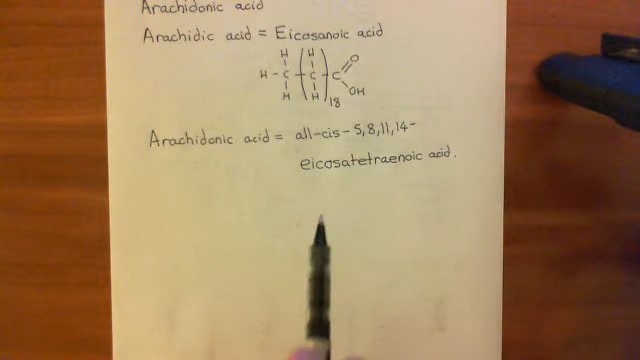 Arachidonic acid
Arachidic acid = Eicosanoic acid
H H O
H - C - ( C ) - C
H H 18 OH
Arachidonic acid = all-cis-5,8,11,14-
eicosatetraenoic acid.